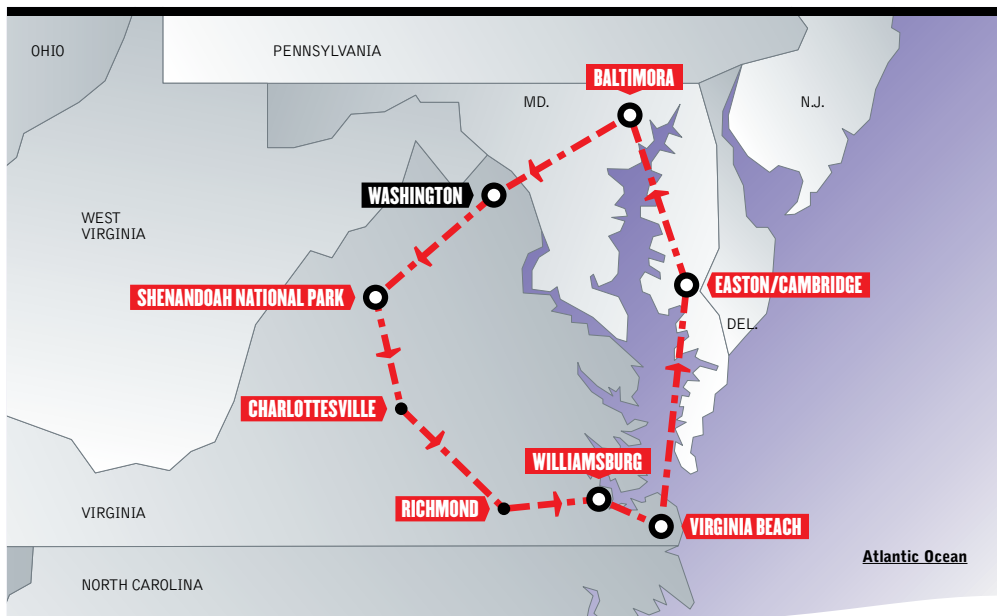 OHIO
PENNSYLVANIA
BALTIMORA
MD.
N.J.
WASHINGTON
WEST
VIRGINIA
SHENANDOAH NATIONAL PARK
EASTON/CAMBRIDGE
DEL.
CHARLOTTESVILLE
WILLIAMSBURG
RICHMOND
VIRGINIA
VIRGINIA BEACH
Atlantic Ocean
NORTH CAROLINA